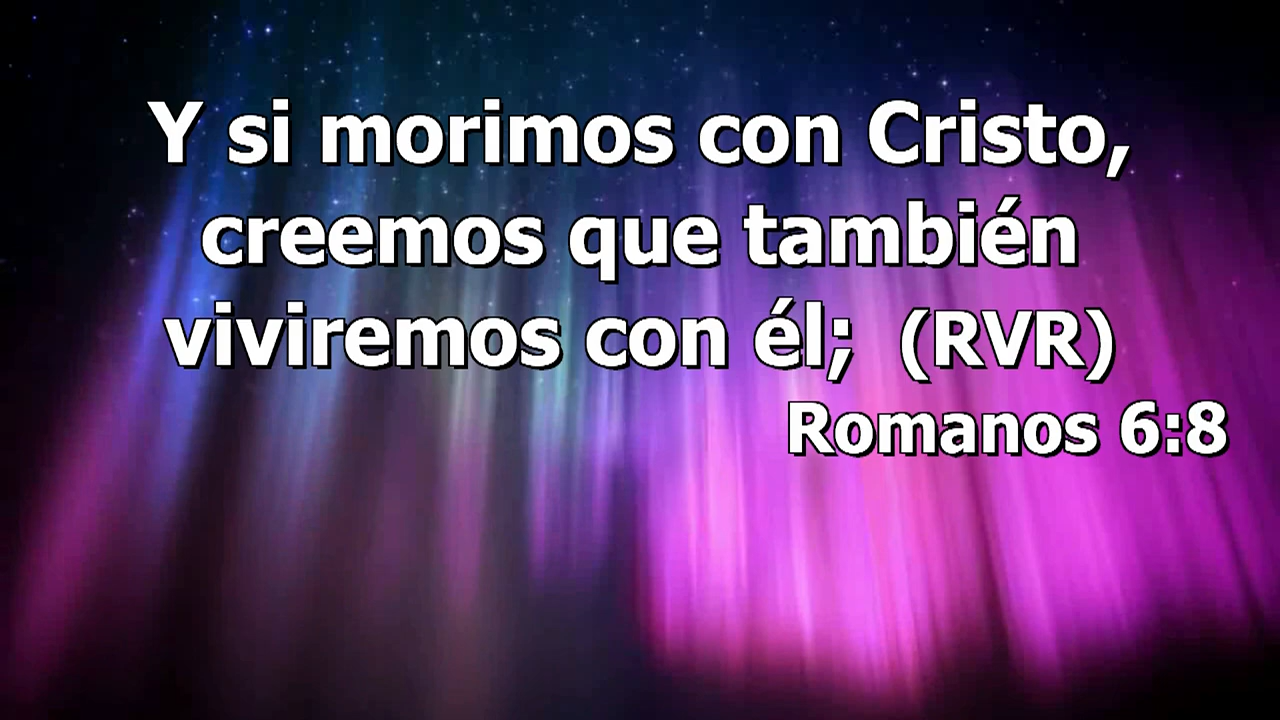 Y si morimos con Cristo,
creemos que también
viviremos con él; (RVR)
Romanos 6:8